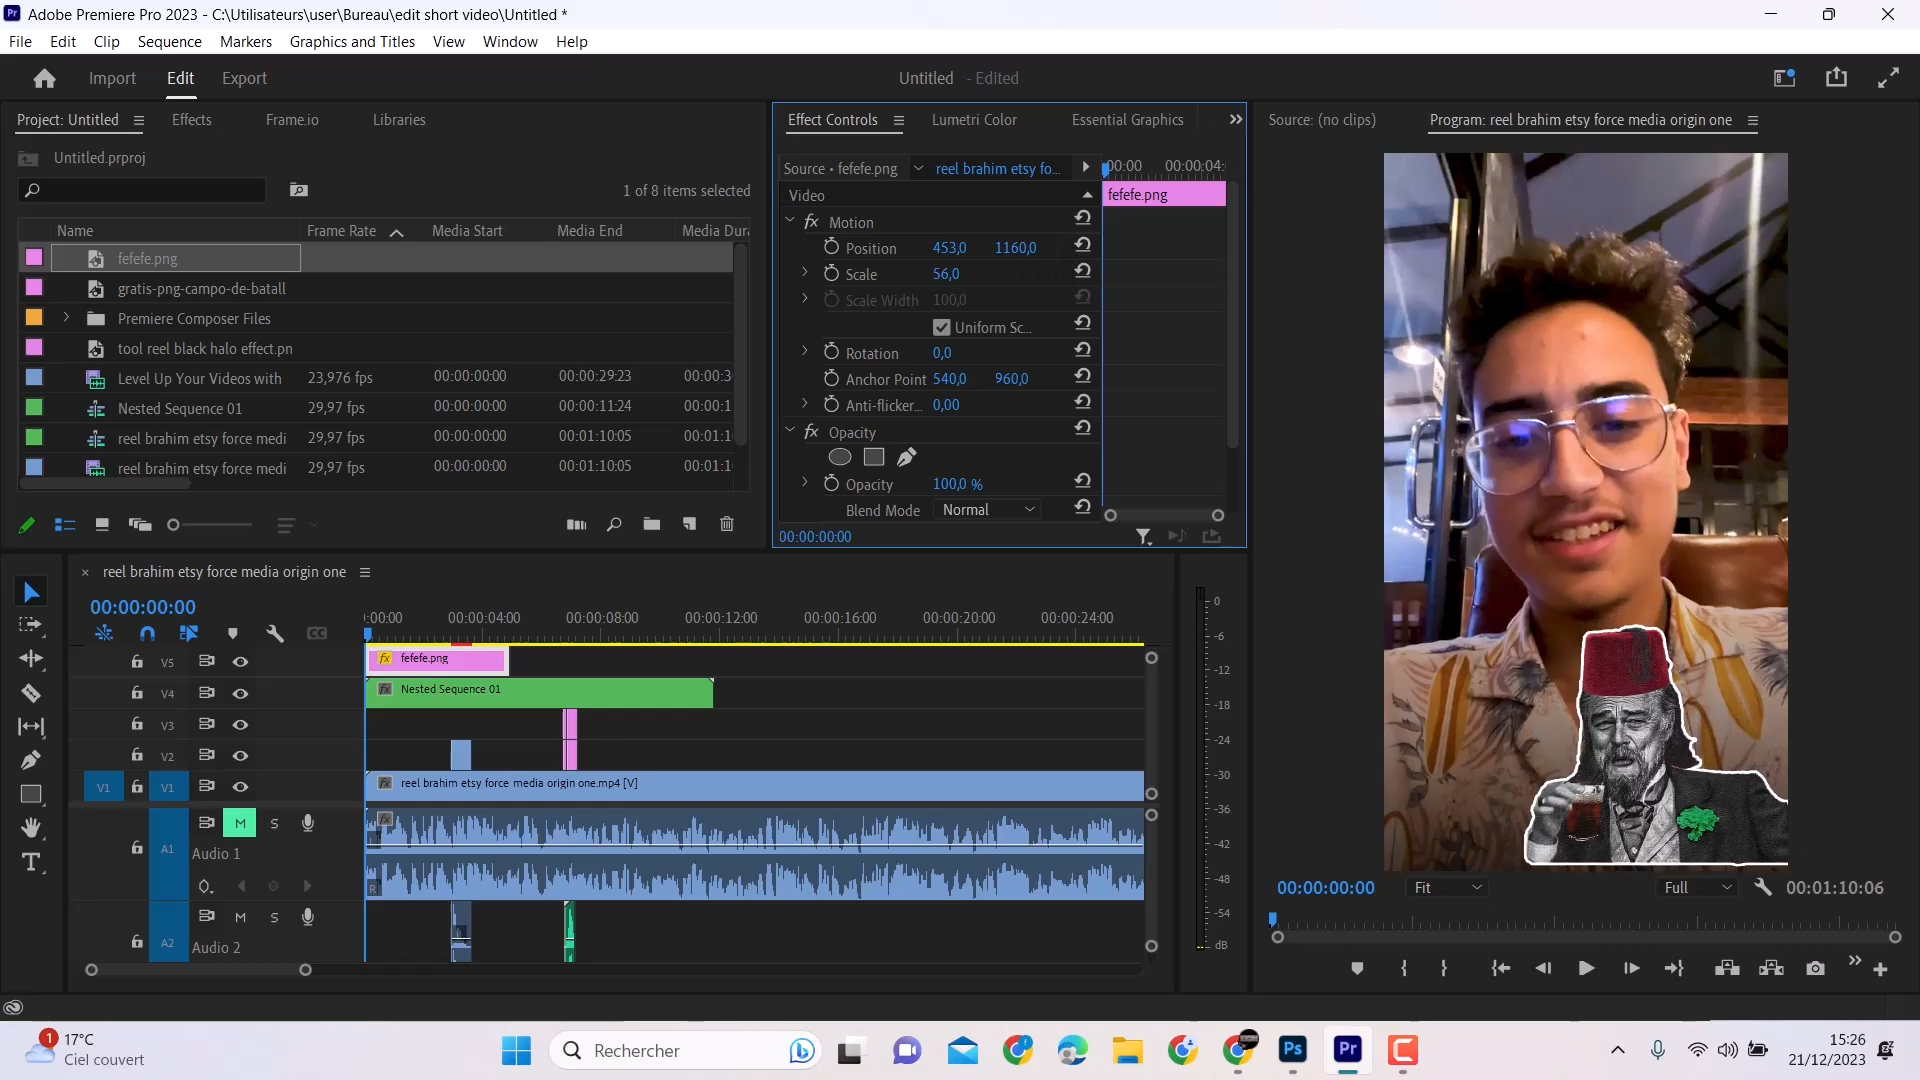 Adobe Premiere Pro 2023 - C:\Utilisateurs\user\Bureau\edit short video\Untitled *
File Edit Clip Sequence Markers Graphics and Titles View Window Help
Import Edit Export
Untitled - Edited
Project: Untitled Effects Frame.io Libraries
Untitled.prproj
1 of 8 items selected
Name Frame Rate Media Start Media End Media Dura
fefefe.png
gratis-png-campo-de-batall
Premiere Composer Files
tool reel black halo effect.pn
Level Up Your Videos with 23,976 fps 00:00:00:00 00:00:29:23 00:00:3
Nested Sequence 01 29,97 fps 00:00:00:00 00:00:11:24 00:00:1
reel brahim etsy force medi 29,97 fps 00:00:00:00 00:01:10:05 00:01:1
reel brahim etsy force medi 29,97 fps 00:00:00:00 00:01:10:05 00:01:1
Effect Controls Lumetri Color Essential Graphics
Source • fefefe.png reel brahim etsy fo... 00:00 00:00:04:
Video fefefe.png
fx Motion
Position 453,0 1160,0
Scale 56,0
Scale Width 100,0
Uniform Sc...
Rotation 0,0
Anchor Point 540,0 960,0
Anti-flicker... 0,00
fx Opacity
Opacity 100,0 %
Blend Mode Normal
00:00:00:00
Source: (no clips) Program: reel brahim etsy force media origin one
00:00:00:00 Fit Full 00:01:10:06
× reel brahim etsy force media origin one
00:00:00:00
:00:00 00:00:04:00 00:00:08:00 00:00:12:00 00:00:16:00 00:00:20:00 00:00:24:00
V5 fx fefefe.png
V4 fx Nested Sequence 01
V3
V2
V1 V1 fx reel brahim etsy force media origin one.mp4 [V]
A1 M S fx
Audio 1
R
M S
A2 Audio 2
0
-6
-12
-18
-24
-30
-36
-42
-48
-54
dB
1 17°C
Ciel couvert
Rechercher
Ps Pr
15:26
21/12/2023